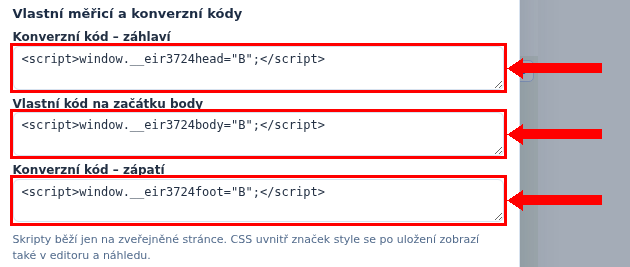 Vlastní měřicí a konverzní kódy
Konverzní kód – záhlaví
<script>window.__eir3724head="B";</script>
Vlastní kód na začátku body
<script>window.__eir3724body="B";</script>
Konverzní kód – zápatí
<script>window.__eir3724foot="B";</script>
Skripty běží jen na zveřejněné stránce. CSS uvnitř značek style se po uložení zobrazí
také v editoru a náhledu.